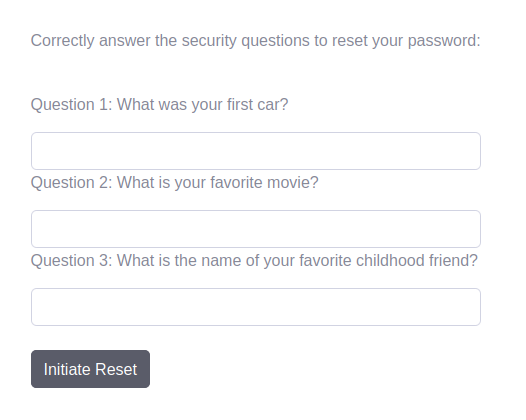 Correctly answer the security questions to reset your password:
Question 1: What was your first car?
Question 2: What is your favorite movie?
Question 3: What is the name of your favorite childhood friend?
Initiate Reset